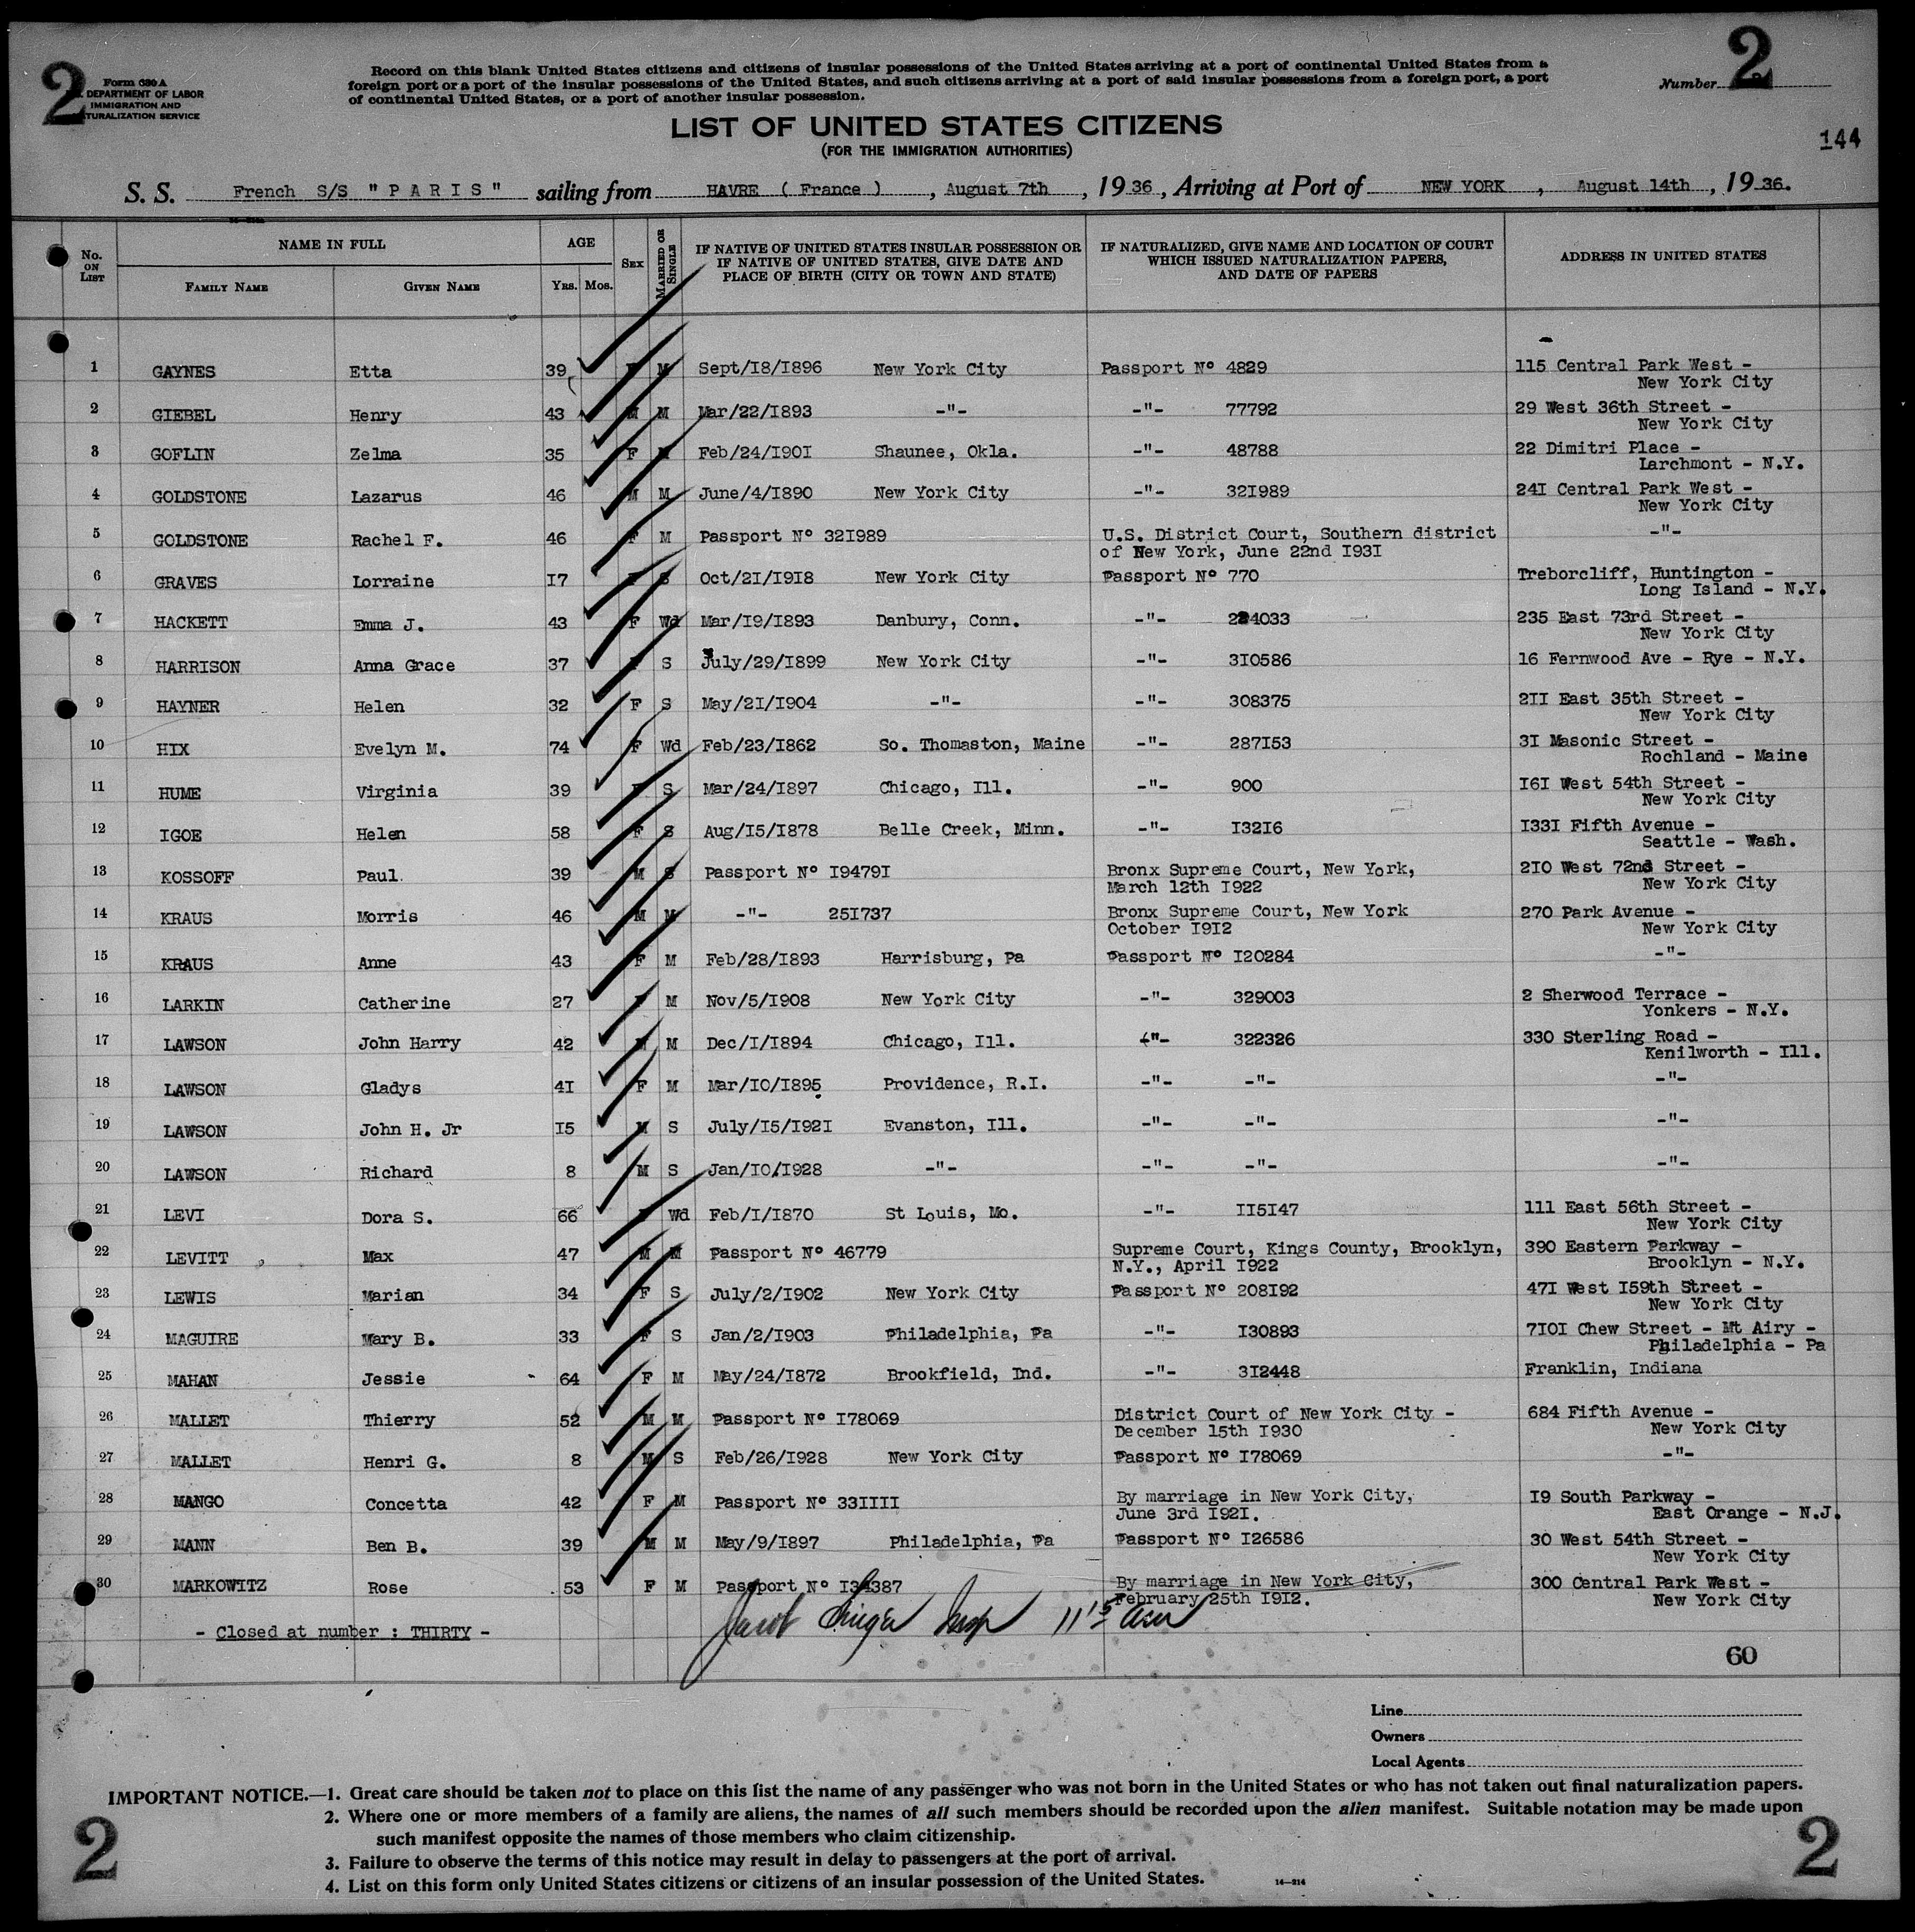 2
Form 630 A
DEPARTMENT OF LABOR
IMMIGRATION AND
NATURALIZATION SERVICE
Record on this blank United States citizens and citizens of insular possessions of the United States arriving at a port of continental United States from a
foreign port or a port of the insular possessions of the United States, and such citizens arriving at a port of said insular possessions from a foreign port, a port
of continental United States, or a port of another insular possession.
Number 2
LIST OF UNITED STATES CITIZENS
(FOR THE IMMIGRATION AUTHORITIES)
144
S. S. French S/S "PARIS" sailing from HAVRE ( France ), August 7th, 1936, Arriving at Port of NEW YORK, August 14th, 1936.
No. ON LIST NAME IN FULL AGE SEX MARRIED OR SINGLE IF NATIVE OF UNITED STATES INSULAR POSSESSION OR IF NATIVE OF UNITED STATES, GIVE DATE AND PLACE OF BIRTH (CITY OR TOWN AND STATE) IF NATURALIZED, GIVE NAME AND LOCATION OF COURT WHICH ISSUED NATURALIZATION PAPERS, AND DATE OF PAPERS ADDRESS IN UNITED STATES
FAMILY NAME GIVEN NAME YRS. MOS.
1 GAYNES Etta 39 F M Sept/18/1896 New York City Passport Nº 4829 115 Central Park West -
New York City
2 GIEBEL Henry 43 M M Mar/22/1893 -"- -"- 77792 29 West 36th Street -
New York City
3 GOFLIN Zelma 35 F M Feb/24/1901 Shaunee, Okla. -"- 48788 22 Dimitri Place -
Larchmont - N.Y.
4 GOLDSTONE Lazarus 46 M M June/4/1890 New York City -"- 321989 241 Central Park West -
New York City
5 GOLDSTONE Rachel F. 46 F M Passport Nº 321989 U.S. District Court, Southern district -"-
of New York, June 22nd 1931
6 GRAVES Lorraine 17 F S Oct/21/1918 New York City Passport Nº 770 Treborcliff, Huntington -
Long Island - N.Y.
7 HACKETT Emma J. 43 F Wd Mar/19/1893 Danbury, Conn. -"- 224033 235 East 73rd Street -
New York City
8 HARRISON Anna Grace 37 F S July/29/1899 New York City -"- 310586 16 Fernwood Ave - Rye - N.Y.
9 HAYNER Helen 32 F S May/21/1904 -"- -"- 308375 211 East 35th Street -
New York City
10 HIX Evelyn M. 74 F Wd Feb/23/1862 So. Thomaston, Maine -"- 287153 31 Masonic Street -
Rochland - Maine
11 HUME Virginia 39 F S Mar/24/1897 Chicago, Ill. -"- 900 161 West 54th Street -
New York City
12 IGOE Helen 58 F S Aug/15/1878 Belle Creek, Minn. -"- 13216 1331 Fifth Avenue -
Seattle - Wash.
13 KOSSOFF Paul 39 M S Passport Nº 194791 Bronx Supreme Court, New York, 210 West 72nd Street -
March 12th 1922 New York City
14 KRAUS Morris 46 M M -"- 251737 Bronx Supreme Court, New York 270 Park Avenue -
October 1912 New York City
15 KRAUS Anne 43 F M Feb/28/1893 Harrisburg, Pa Passport Nº 120284 -"-
16 LARKIN Catherine 27 F M Nov/5/1908 New York City -"- 329003 2 Sherwood Terrace -
Yonkers - N.Y.
17 LAWSON John Harry 42 M M Dec/1/1894 Chicago, Ill. -"- 322326 330 Sterling Road -
Kenilworth - Ill.
18 LAWSON Gladys 41 F M Mar/10/1895 Providence, R.I. -"- -"- -"-
19 LAWSON John H. Jr 15 M S July/15/1921 Evanston, Ill. -"- -"- -"-
20 LAWSON Richard 8 M S Jan/10/1928 -"- -"- -"- -"-
21 LEVI Dora S. 66 F Wd Feb/1/1870 St Louis, Mo. -"- 115147 111 East 56th Street -
New York City
22 LEVITT Max 47 M M Passport Nº 46779 Supreme Court, Kings County, Brooklyn, 390 Eastern Parkway -
N.Y., April 1922 Brooklyn - N.Y.
23 LEWIS Marian 34 F S July/2/1902 New York City Passport Nº 208192 471 West 159th Street -
New York City
24 MAGUIRE Mary B. 33 F S Jan/2/1903 Philadelphia, Pa -"- 130893 7101 Chew Street - Mt Airy -
Philadelphia - Pa
25 MAHAN Jessie 64 F M May/24/1872 Brookfield, Ind. -"- 312448 Franklin, Indiana
26 MALLET Thierry 52 M M Passport Nº 178069 District Court of New York City - 684 Fifth Avenue -
December 15th 1930 New York City
27 MALLET Henri G. 8 M S Feb/26/1928 New York City Passport Nº 178069 -"-
28 MANGO Concetta 42 F M Passport Nº 331111 By marriage in New York City, 19 South Parkway -
June 3rd 1921. East Orange - N.J.
29 MANN Ben B. 39 M M May/9/1897 Philadelphia, Pa Passport Nº 126586 30 West 54th Street -
New York City
30 MARKOWITZ Rose 53 F M Passport Nº 134387 By marriage in New York City, 300 Central Park West -
February 25th 1912. New York City
Jacob Insp 11 15 am
- Closed at number : THIRTY -
60
Line
Owners
Local Agents
IMPORTANT NOTICE.—1. Great care should be taken not to place on this list the name of any passenger who was not born in the United States or who has not taken out final naturalization papers.
2. Where one or more members of a family are aliens, the names of all such members should be recorded upon the alien manifest. Suitable notation may be made upon
such manifest opposite the names of those members who claim citizenship.
3. Failure to observe the terms of this notice may result in delay to passengers at the port of arrival.
4. List on this form only United States citizens or citizens of an insular possession of the United States.
14—214
2
2